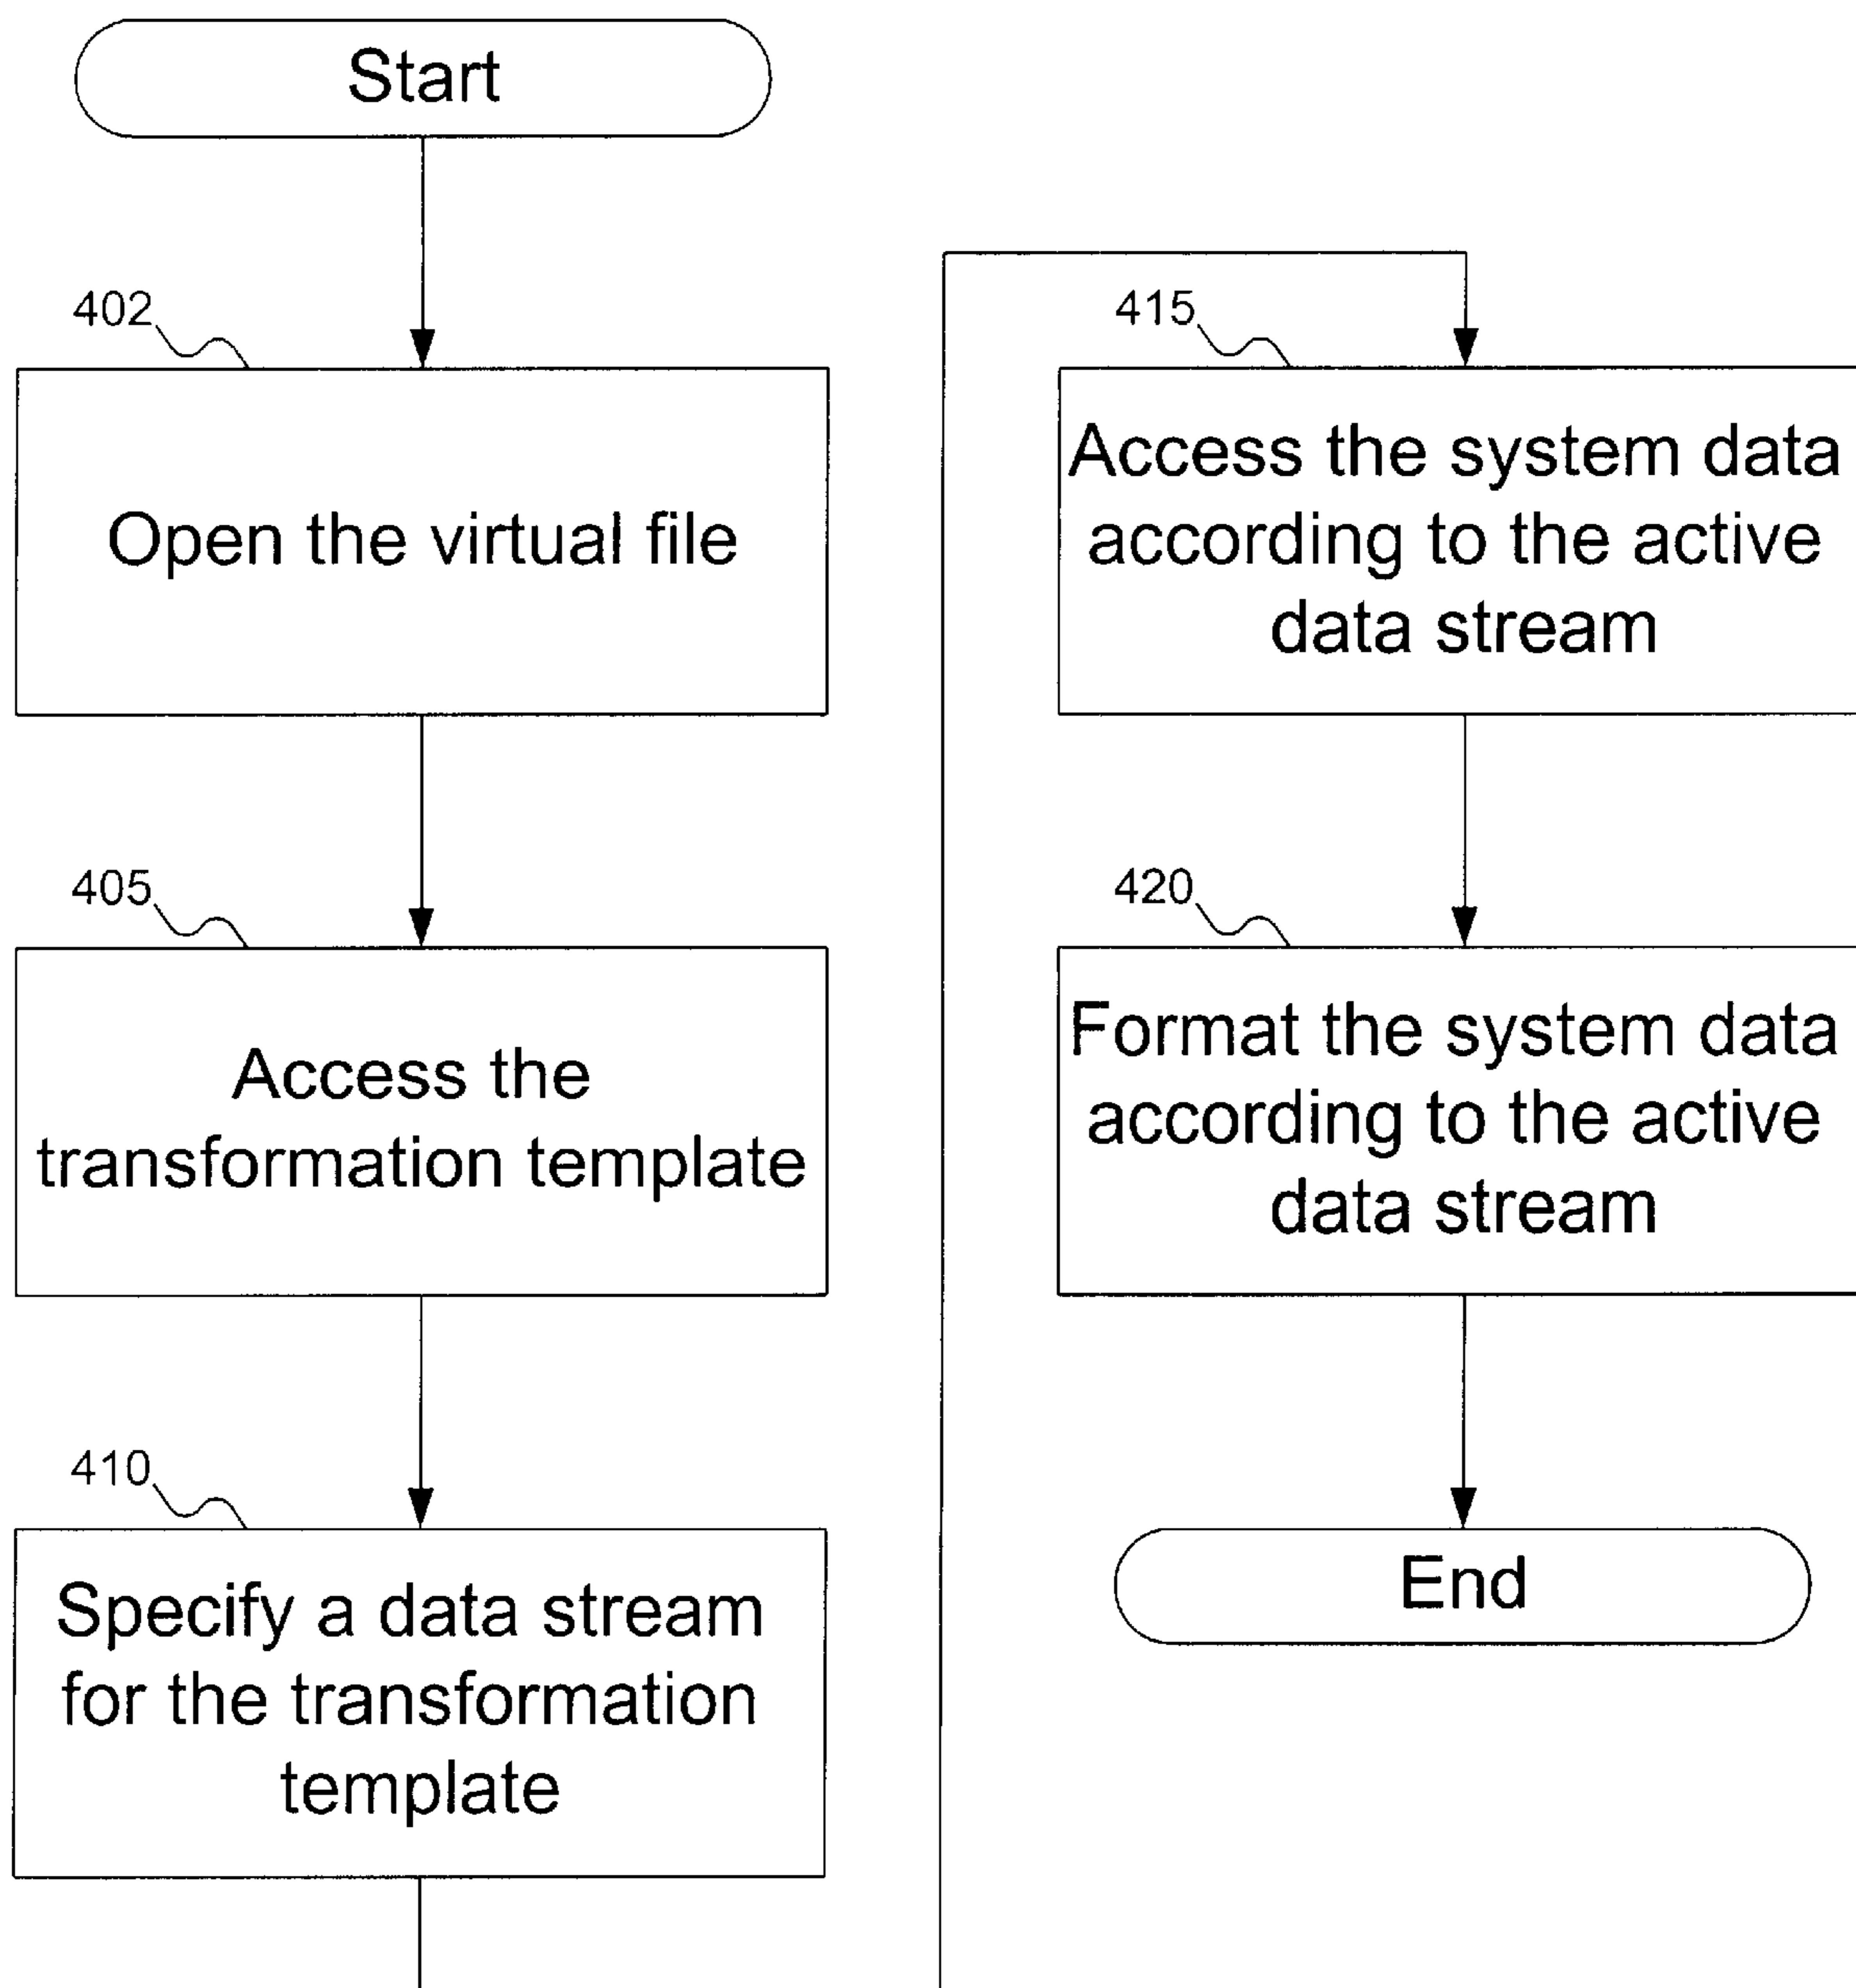 Start
402
Open the virtual file
405
Access the
transformation template
410
Specify a data stream
for the transformation
template
415
Access the system data
according to the active
data stream
420
Format the system data
according to the active
data stream
End